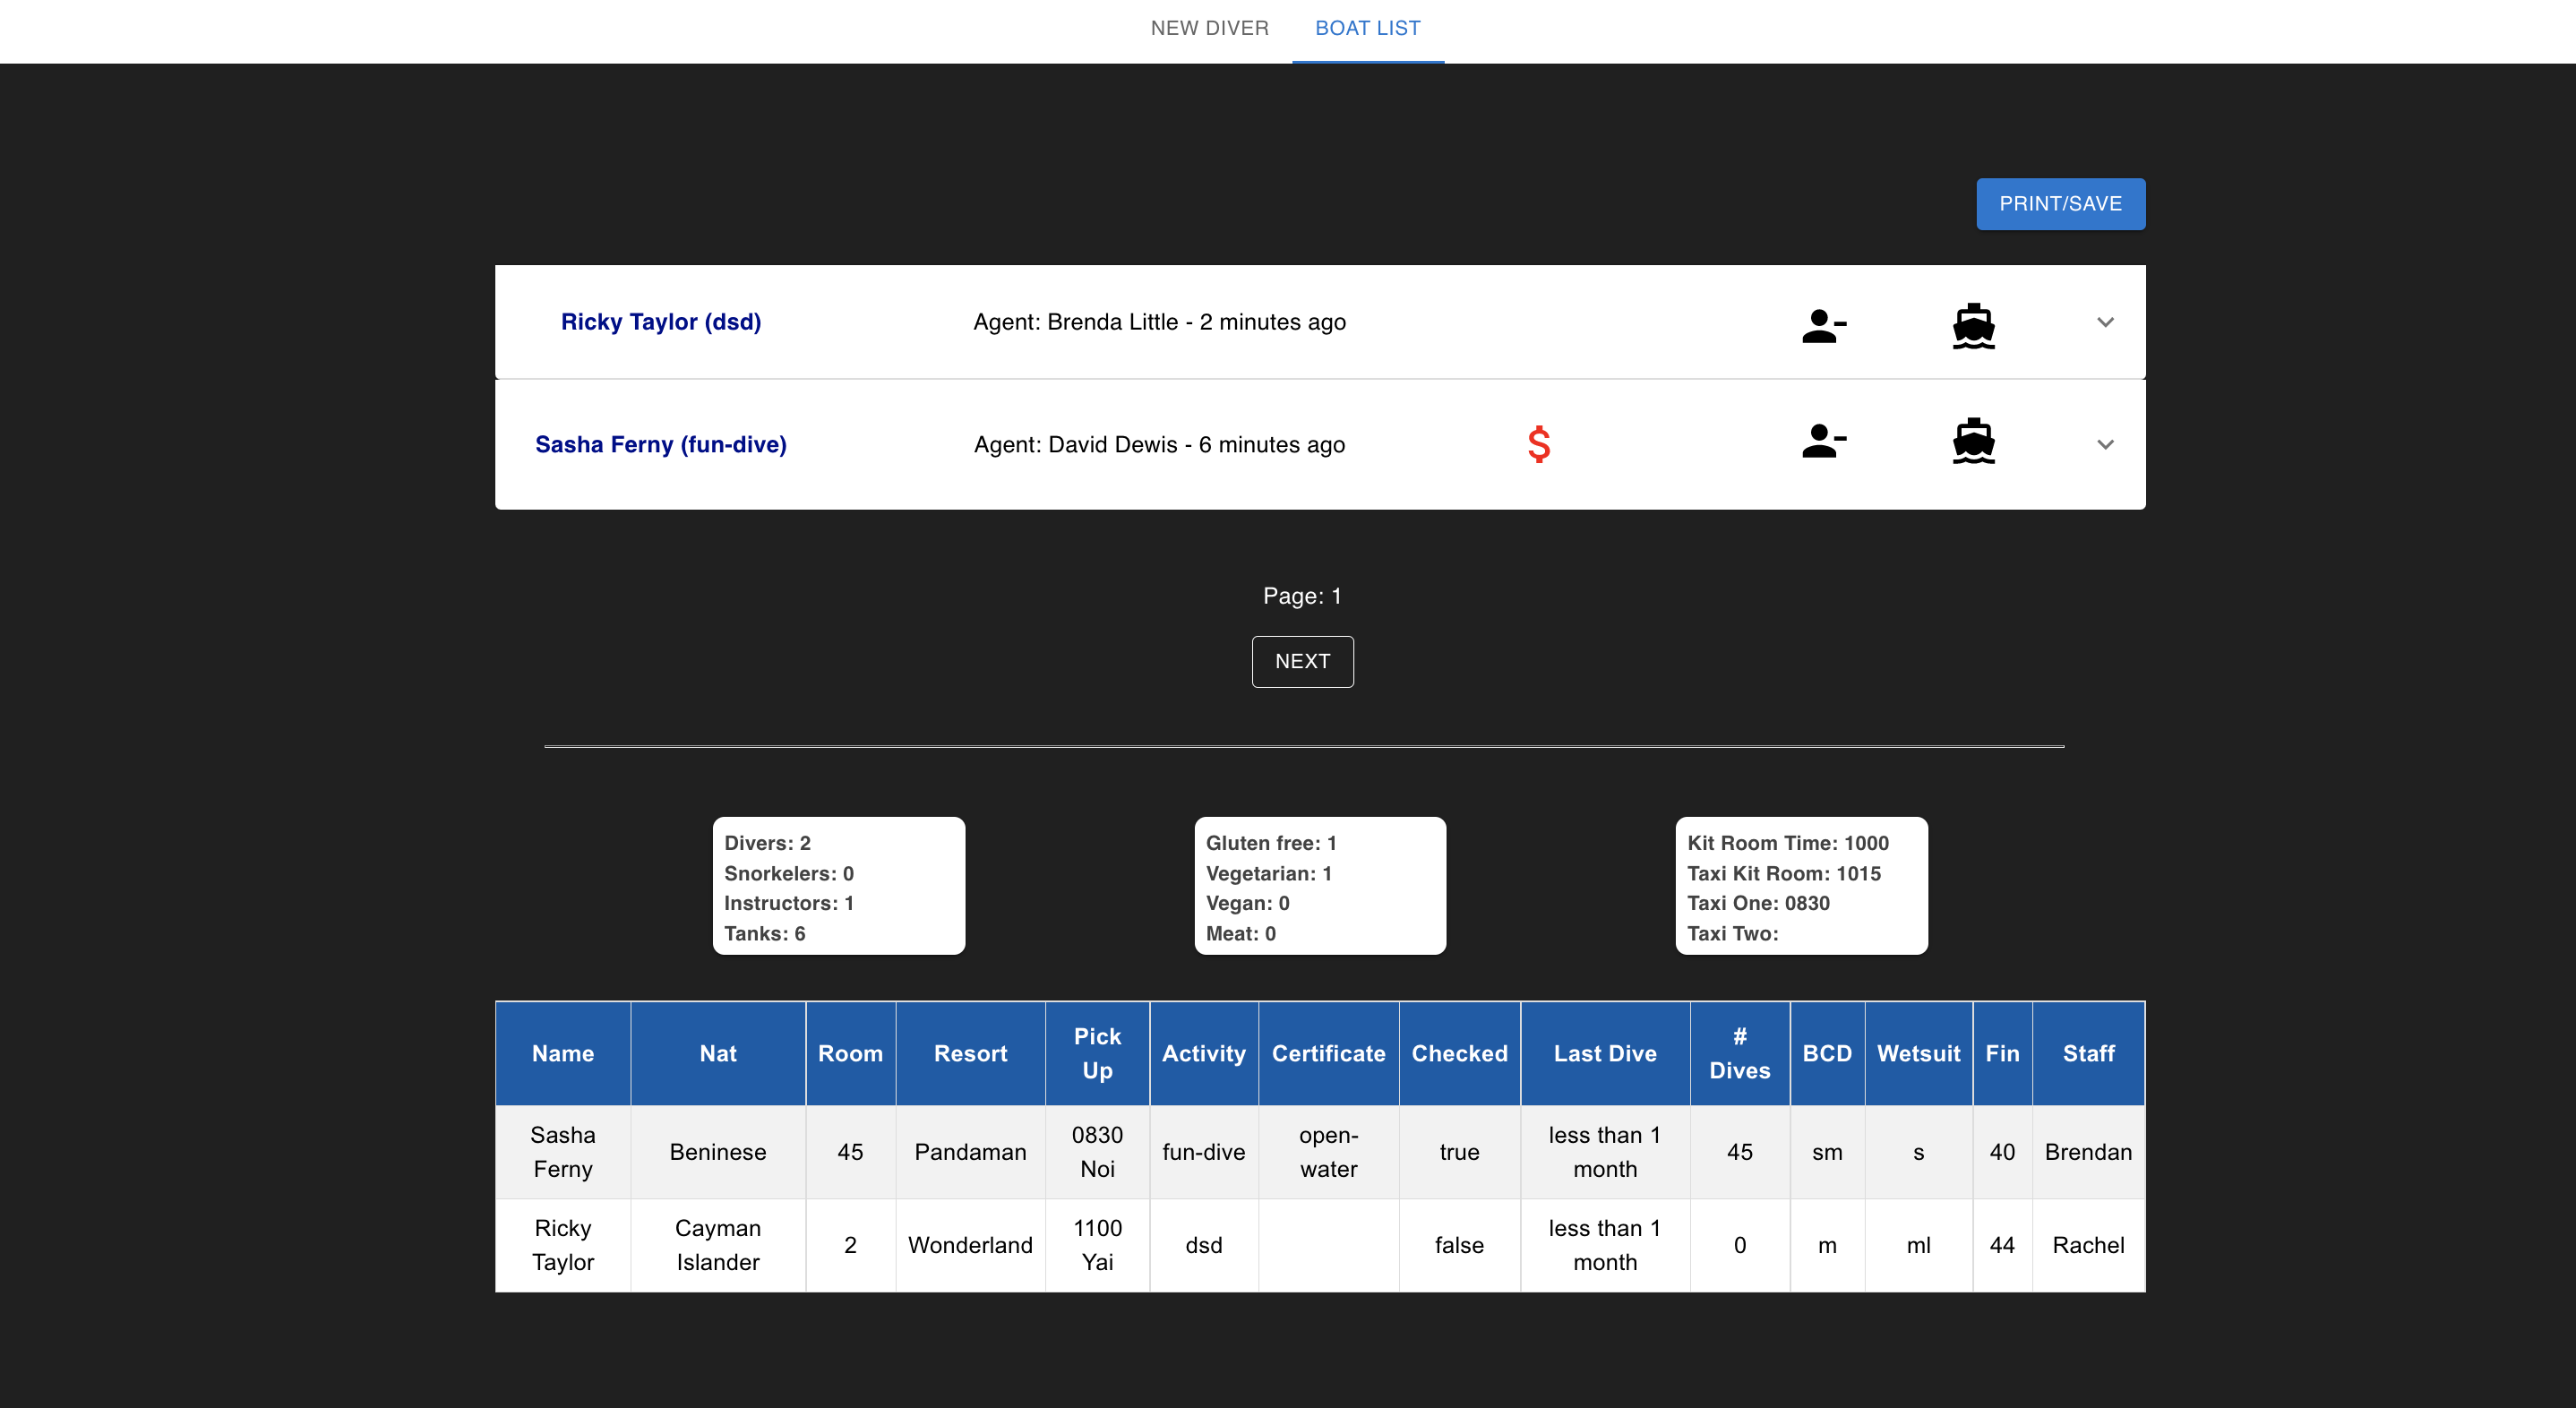 NEW DIVER BOAT LIST
PRINT/SAVE
Ricky Taylor (dsd) Agent: Brenda Little - 2 minutes ago
Sasha Ferny (fun-dive) Agent: David Dewis - 6 minutes ago
Page: 1
NEXT
Divers: 2
Snorkelers: 0
Instructors: 1
Tanks: 6
Gluten free: 1
Vegetarian: 1
Vegan: 0
Meat: 0
Kit Room Time: 1000
Taxi Kit Room: 1015
Taxi One: 0830
Taxi Two:
Name Nat Room Resort Pick Up Activity Certificate Checked Last Dive # Dives BCD Wetsuit Fin Staff
Sasha Ferny Beninese 45 Pandaman 0830 Noi fun-dive open-water true less than 1 month 45 sm s 40 Brendan
Ricky Taylor Cayman Islander 2 Wonderland 1100 Yai dsd false less than 1 month 0 m ml 44 Rachel